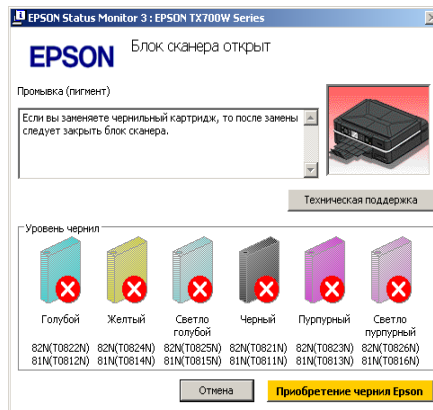 EPSON Status Monitor 3 : EPSON TX700W Series
EPSON
Блок сканера открыт
Промывка (пигмент)
Если вы заменяете чернильный картридж, то после замены
следует закрыть блок сканера.
Техническая поддержка
Уровень чернил
Голубой Желтый Светло голубой Черный Пурпурный Светло пурпурный
82N(T0822N) 82N(T0824N) 82N(T0825N) 82N(T0821N) 82N(T0823N) 82N(T0826N)
81N(T0812N) 81N(T0814N) 81N(T0815N) 81N(T0811N) 81N(T0813N) 81N(T0816N)
Отмена Приобретение чернил Epson